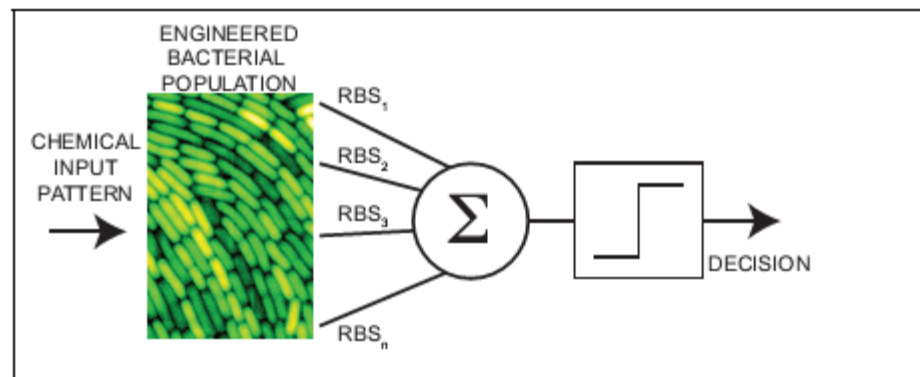 ENGINEERED
BACTERIAL
POPULATION
CHEMICAL
INPUT
PATTERN
RBS₁
RBS₂
RBS₃
RBSₙ
Σ
DECISION